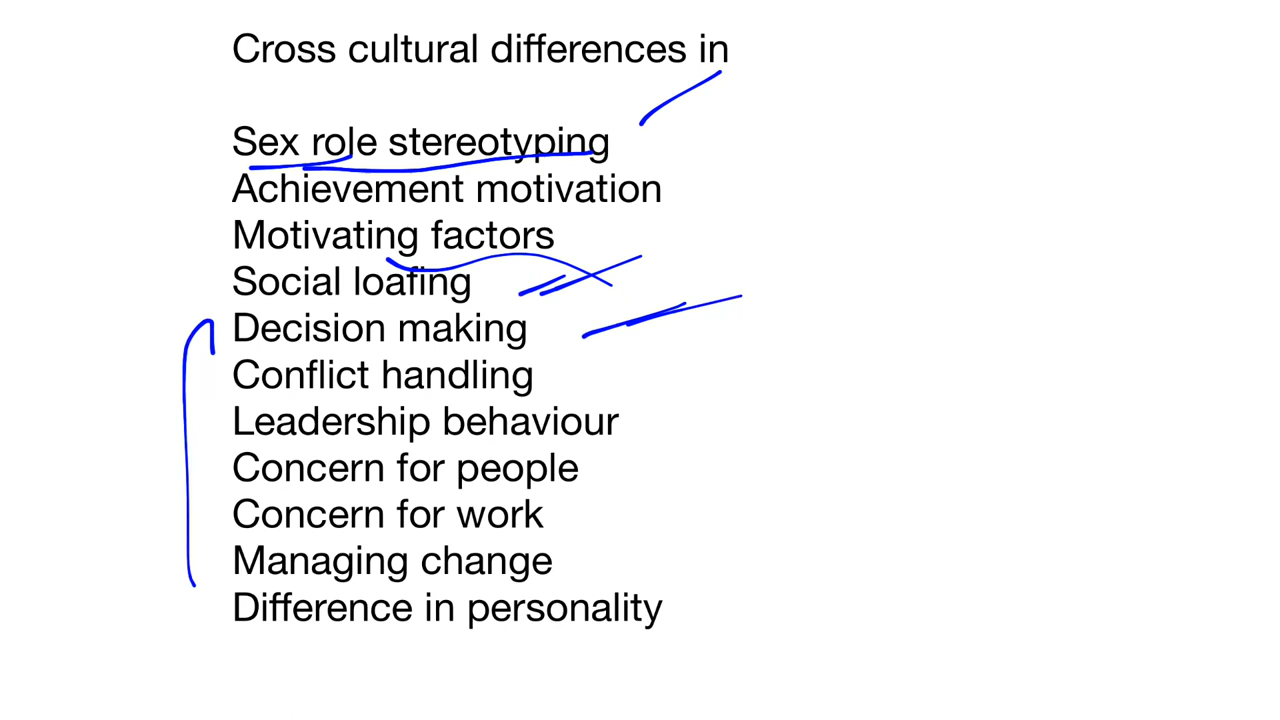 Cross cultural differences in
Sex role stereotyping
Achievement motivation
Motivating factors
Social loafing
Decision making
Conflict handling
Leadership behaviour
Concern for people
Concern for work
Managing change
Difference in personality